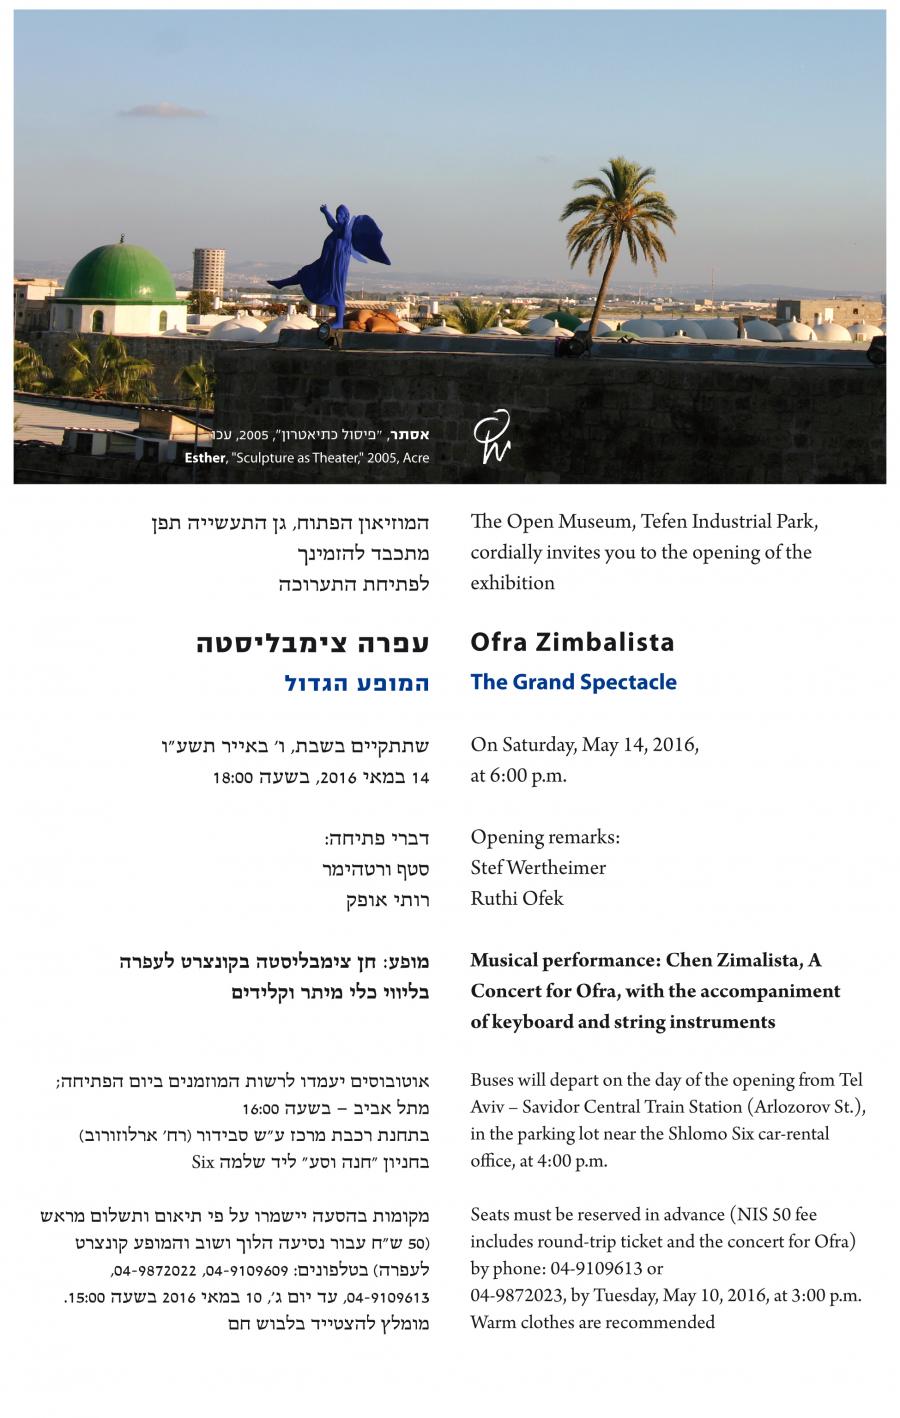 אסתר, "פיסול כתיאטרון", 2005, עכו
Esther, "Sculpture as Theater," 2005, Acre
המוזיאון הפתוח, גן התעשייה תפן
מתכבד להזמינך
לפתיחת התערוכה
עפרה צימבליסטה
המופע הגדול
שתתקיים בשבת, ו' באייר תשע"ו
14 במאי 2016, בשעה 18:00
דברי פתיחה:
סטף ורטהימר
רותי אופק
מופע: חן צימבליסטה בקונצרט לעפרה
בליווי כלי מיתר וקלידים
אוטובוסים יעמדו לרשות המוזמנים ביום הפתיחה;
מתל אביב – בשעה 16:00
בתחנת רכבת מרכז ע"ש סבידור (רח' ארלוזורוב)
בחניון "חנה וסע" ליד שלמה Six
מקומות בהסעה יישמרו על פי תיאום ותשלום מראש
(50 ש"ח עבור נסיעה הלוך ושוב והמופע קונצרט
לעפרה) בטלפונים: 04-9109609, 04-9872022,
04-9109613, עד יום ג', 10 במאי 2016 בשעה 15:00.
מומלץ להצטייד בלבוש חם
The Open Museum, Tefen Industrial Park,
cordially invites you to the opening of the
exhibition
Ofra Zimbalista
The Grand Spectacle
On Saturday, May 14, 2016,
at 6:00 p.m.
Opening remarks:
Stef Wertheimer
Ruthi Ofek
Musical performance: Chen Zimalista, A
Concert for Ofra, with the accompaniment
of keyboard and string instruments
Buses will depart on the day of the opening from Tel
Aviv – Savidor Central Train Station (Arlozorov St.),
in the parking lot near the Shlomo Six car-rental
office, at 4:00 p.m.
Seats must be reserved in advance (NIS 50 fee
includes round-trip ticket and the concert for Ofra)
by phone: 04-9109613 or
04-9872023, by Tuesday, May 10, 2016, at 3:00 p.m.
Warm clothes are recommended